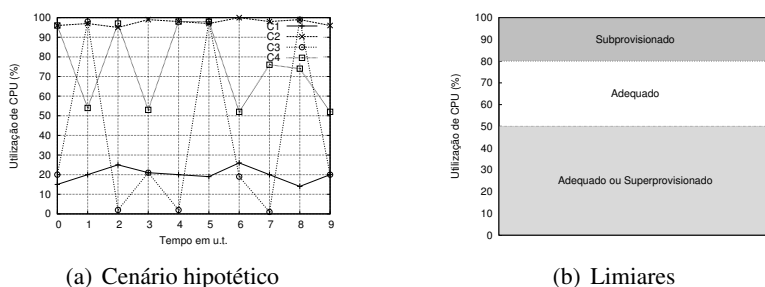 100
90
80
70
60
50
40
30
20
10
0
Utilização de CPU (%)
C1
C2
C3
C4
0 1 2 3 4 5 6 7 8 9
Tempo em u.t.
(a) Cenário hipotético
100
90
80
70
60
50
40
30
20
10
0
Utilização de CPU (%)
Subprovisionado
Adequado
Adequado ou Superprovisionado
(b) Limiares